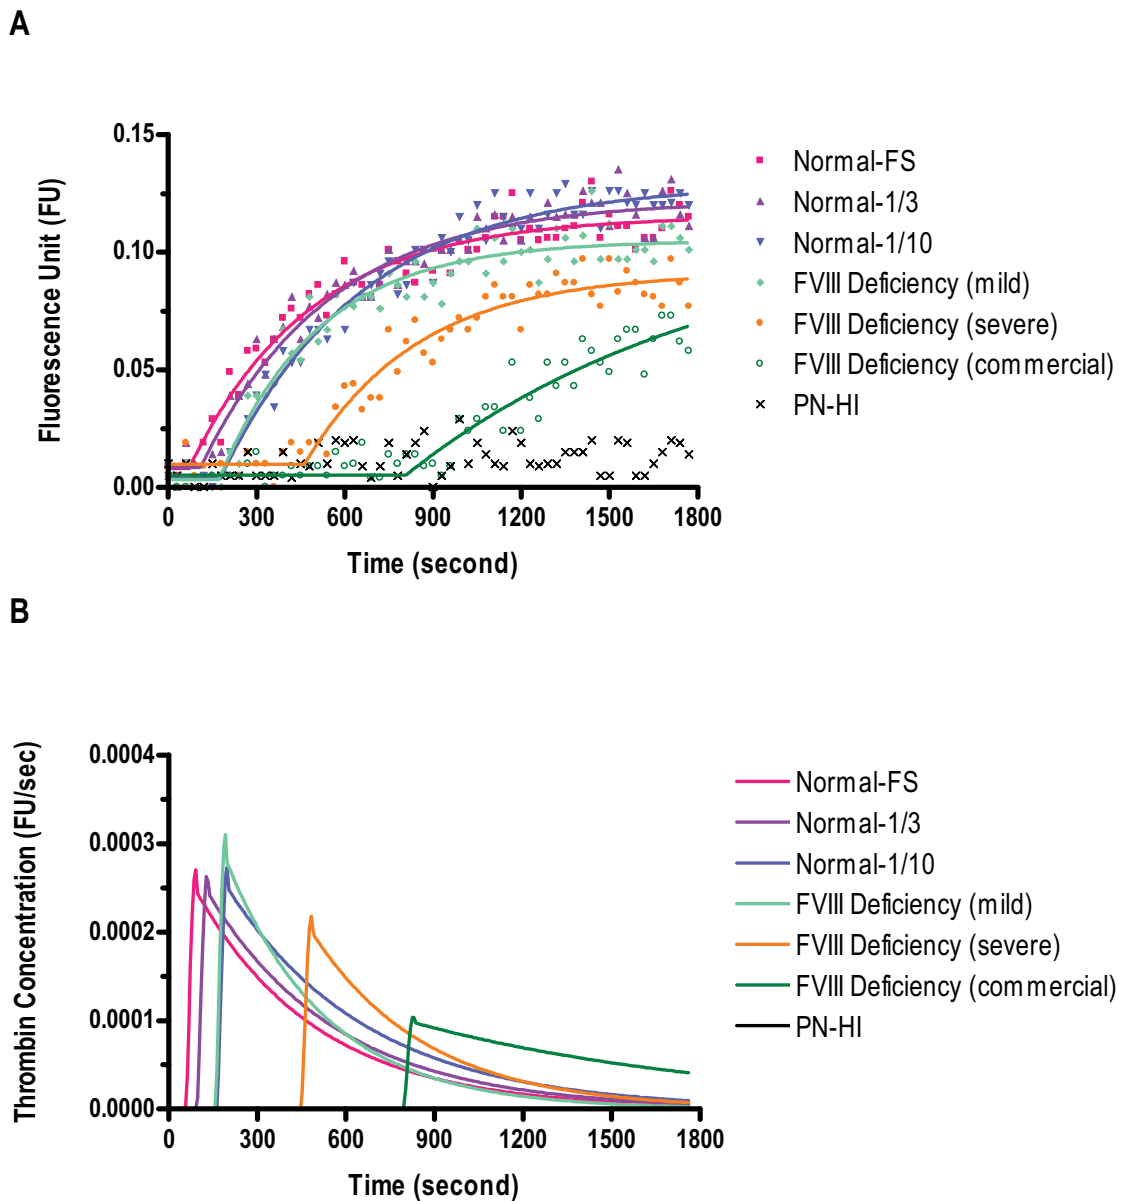 A
0.15
0.10
0.05
0.00
Fluorescence Unit (FU)
0 300 600 900 1200 1500 1800
Time (second)
Normal-FS
Normal-1/3
Normal-1/10
FVIII Deficiency (mild)
FVIII Deficiency (severe)
FVIII Deficiency (commercial)
PN-HI
B
0.0004
0.0003
0.0002
0.0001
0.0000
Thrombin Concentration (FU/sec)
0 300 600 900 1200 1500 1800
Time (second)
Normal-FS
Normal-1/3
Normal-1/10
FVIII Deficiency (mild)
FVIII Deficiency (severe)
FVIII Deficiency (commercial)
PN-HI